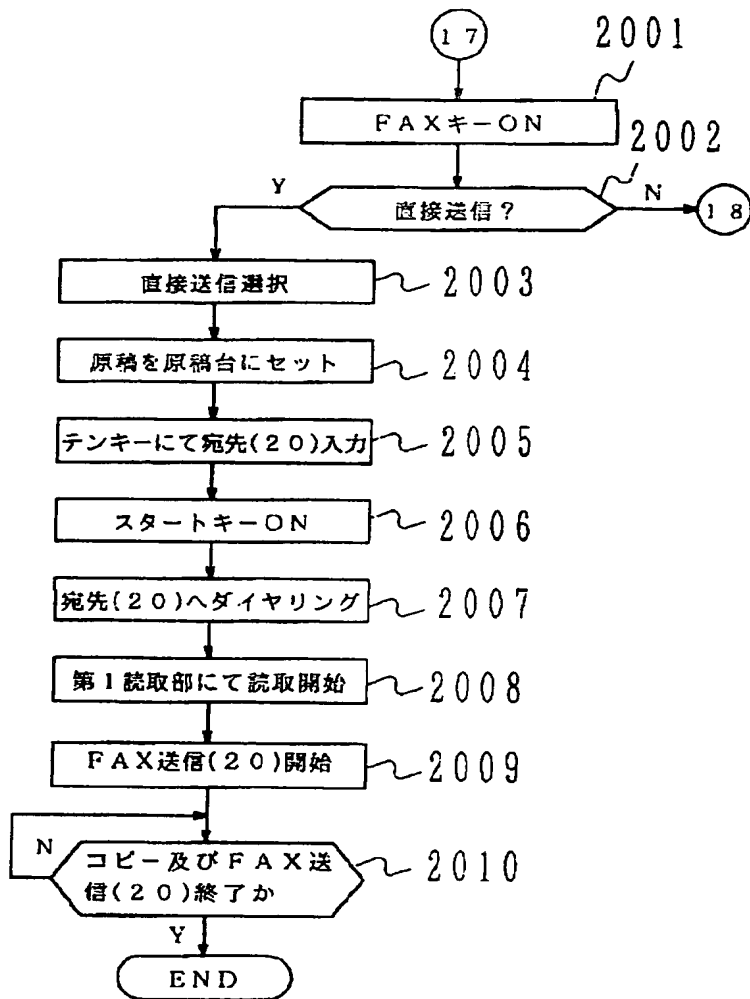 17
2001
FAXキーON
2002
Y
直接送信?
N
18
直接送信選択
2003
原稿を原稿台にセット
2004
テンキーにて宛先(20)入力
2005
スタートキーON
2006
宛先(20)へダイヤリング
2007
第1読取部にて読取開始
2008
FAX送信(20)開始
2009
N
コピー及びFAX送
信(20)終了か
2010
Y
END